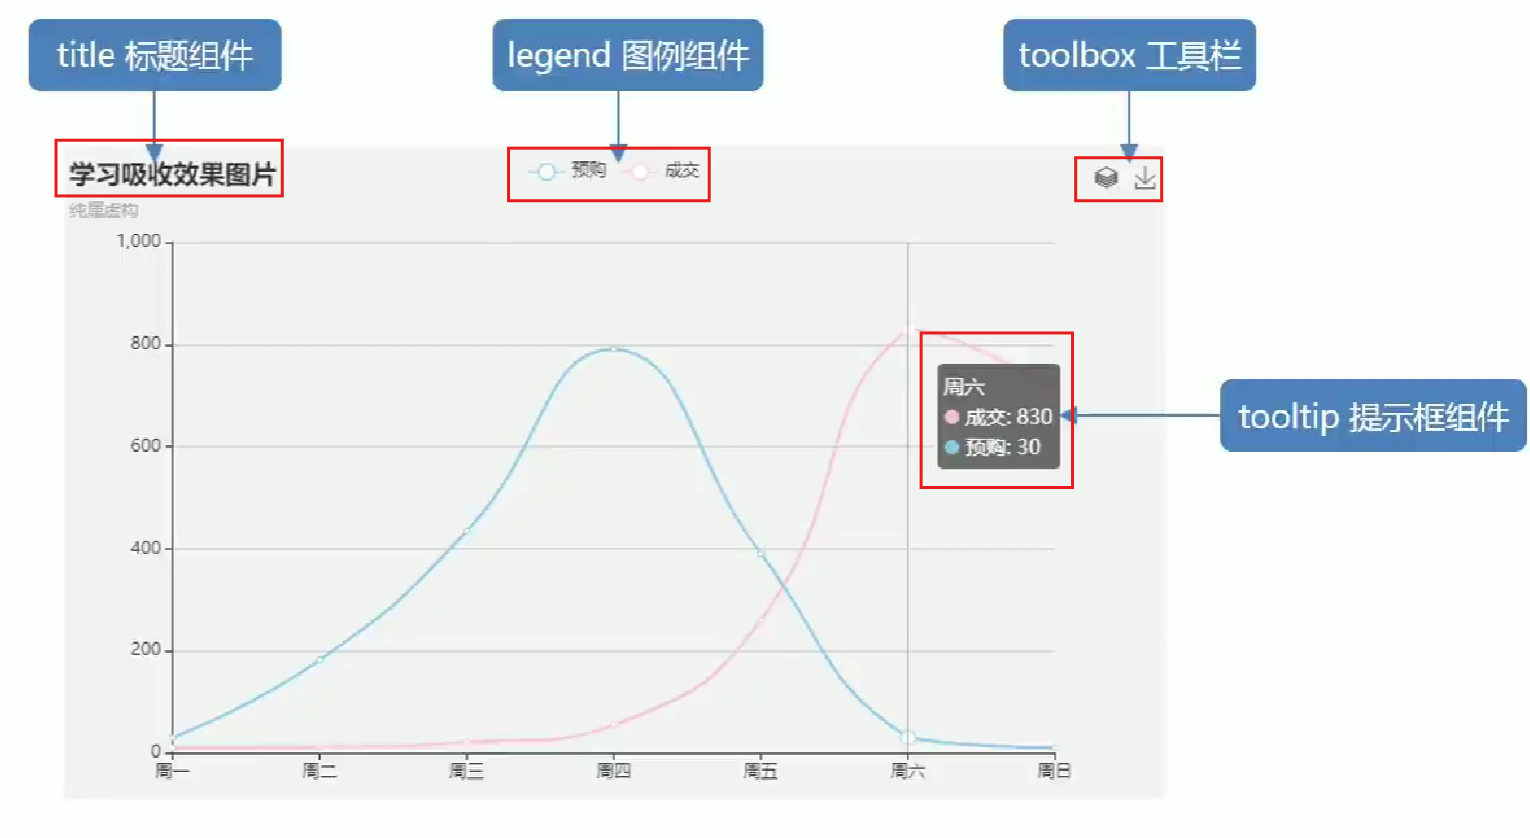 title 标题组件
legend 图例组件
toolbox 工具栏
学习吸收效果图片
预购 成交
纯属虚构
1,000
800
周六
成交: 830
预购: 30
tooltip 提示框组件
600
400
200
0
周一 周二 周三 周四 周五 周六 周日